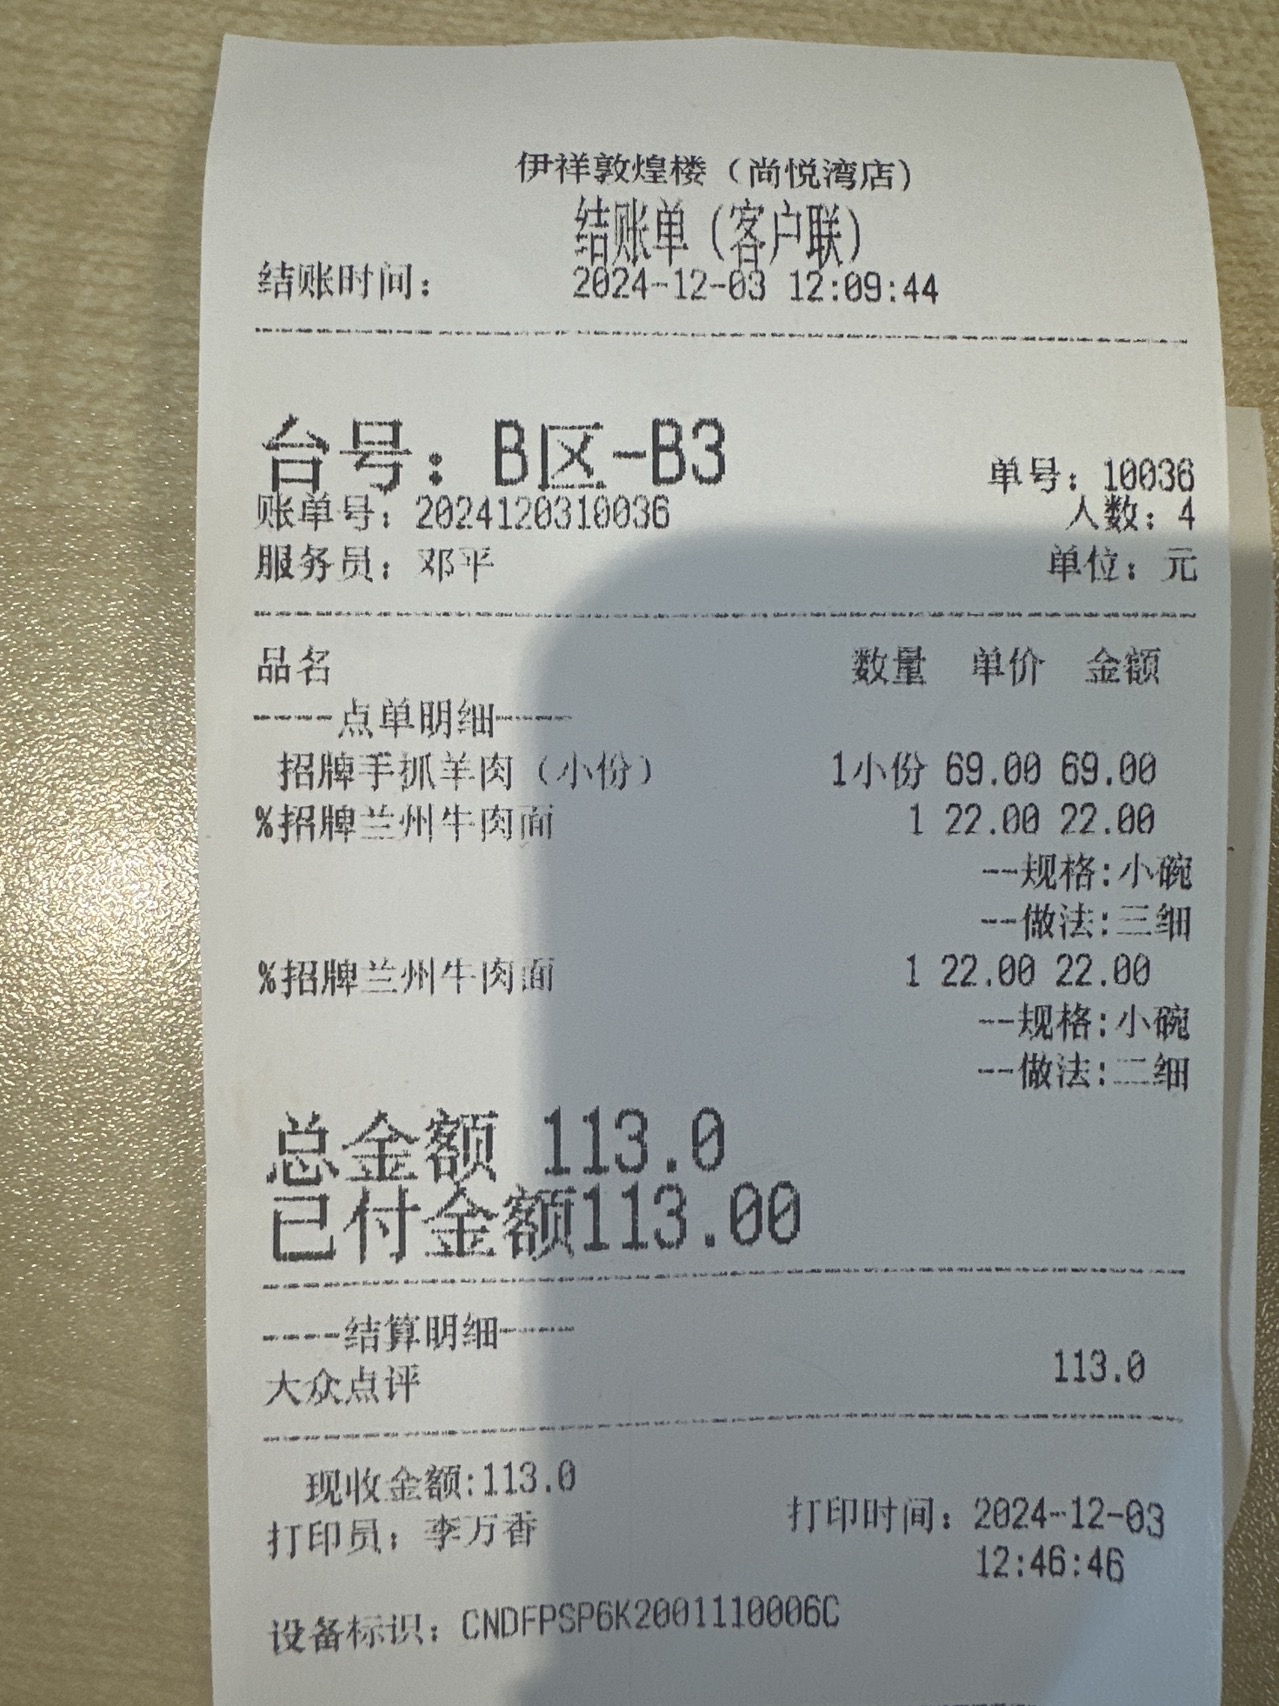 伊祥敦煌楼（尚悦湾店）
结账单（客户联）
结账时间： 2024-12-03 12:09:44
台号：B区-B3 单号：10036
账单号：2024120310036 人数：4
服务员：邓平 单位：元
品名 数量 单价 金额
----点单明细----
招牌手抓羊肉（小份） 1小份 69.00 69.00
%招牌兰州牛肉面 1 22.00 22.00
--规格:小碗
--做法:三细
%招牌兰州牛肉面 1 22.00 22.00
--规格:小碗
--做法:二细
总金额 113.0
已付金额113.00
----结算明细----
大众点评 113.0
现收金额:113.0
打印员：李万香 打印时间：2024-12-03
12:46:46
设备标识：CNDFPSP6K2001110006C